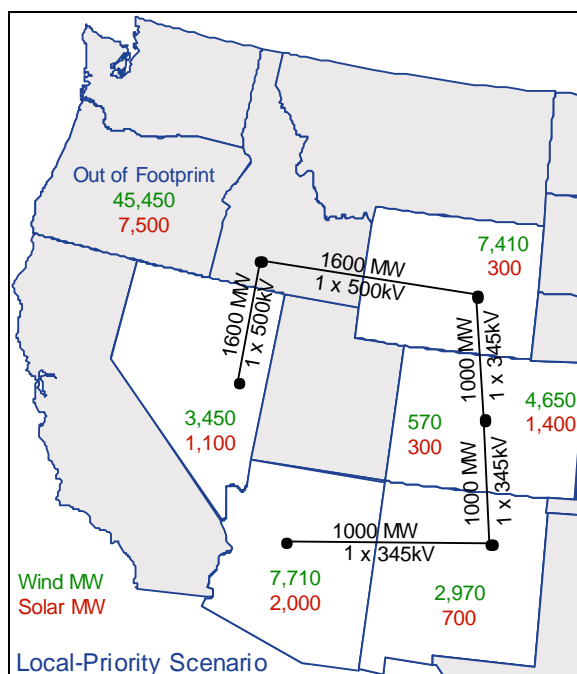 Out of Footprint
45,450
7,500
7,410
300
1600 MW
1 x 500kV
1600 MW
1 x 500kV
1000 MW
1 x 345kV
3,450
1,100
570
300
4,650
1,400
1000 MW
1 x 345kV
1000 MW
1 x 345kV
7,710
2,000
2,970
700
Wind MW
Solar MW
Local-Priority Scenario